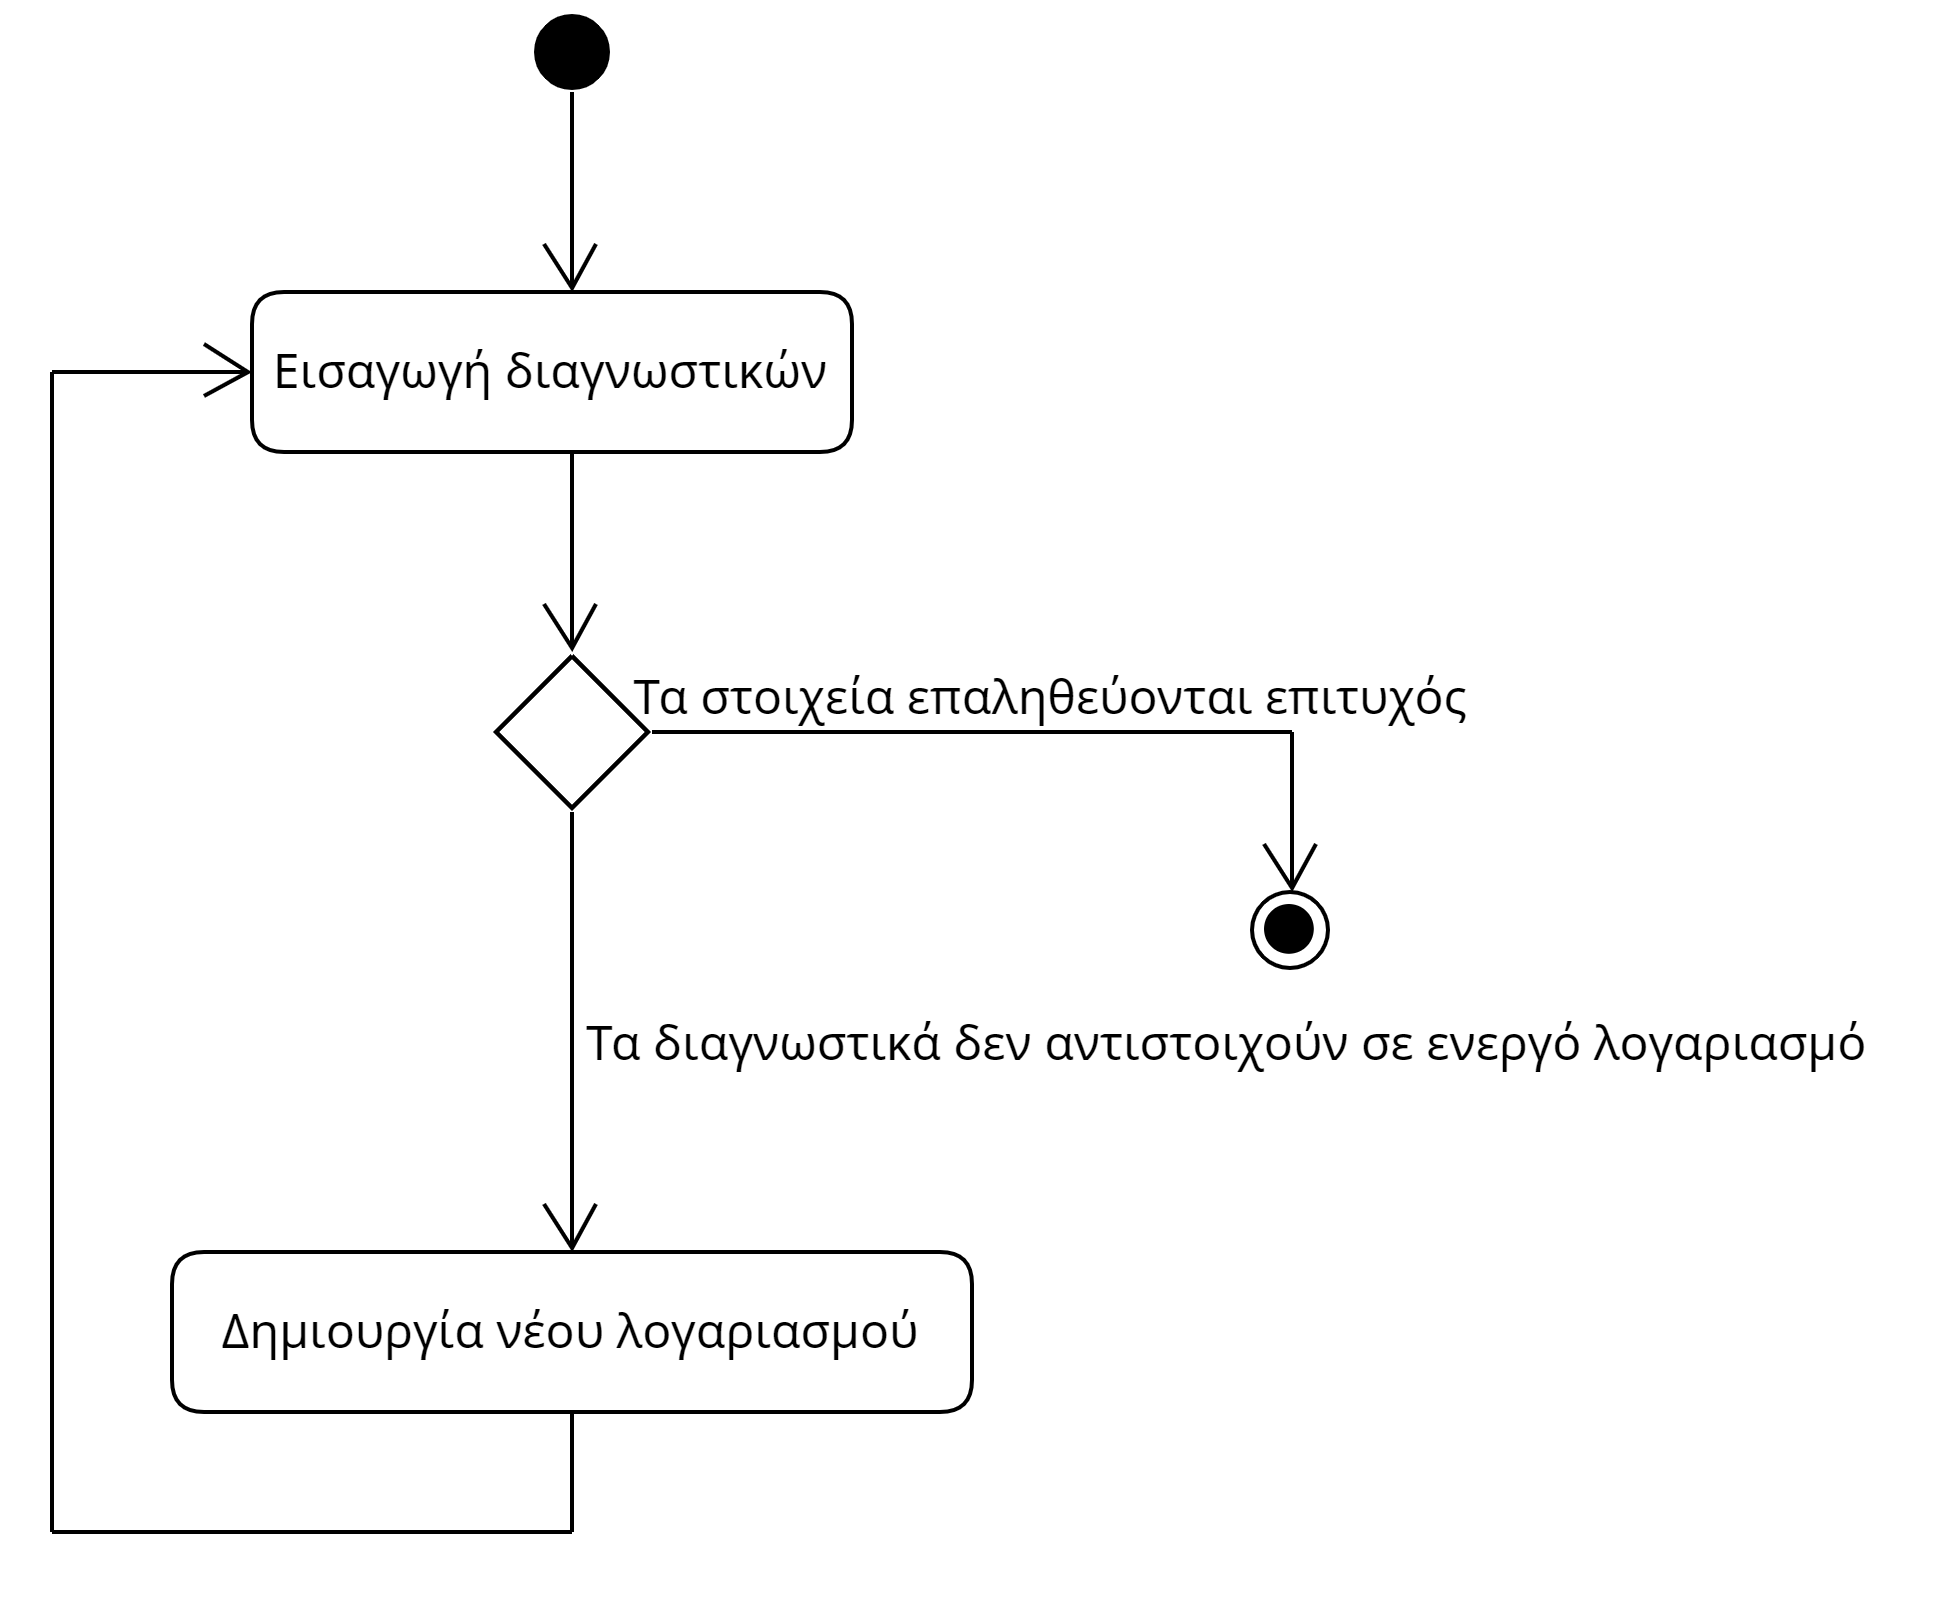 Εισαγωγή διαγνωστικών
Τα στοιχεία επαληθεύονται επιτυχός
Τα διαγνωστικά δεν αντιστοιχούν σε ενεργό λογαριασμό
Δημιουργία νέου λογαριασμού